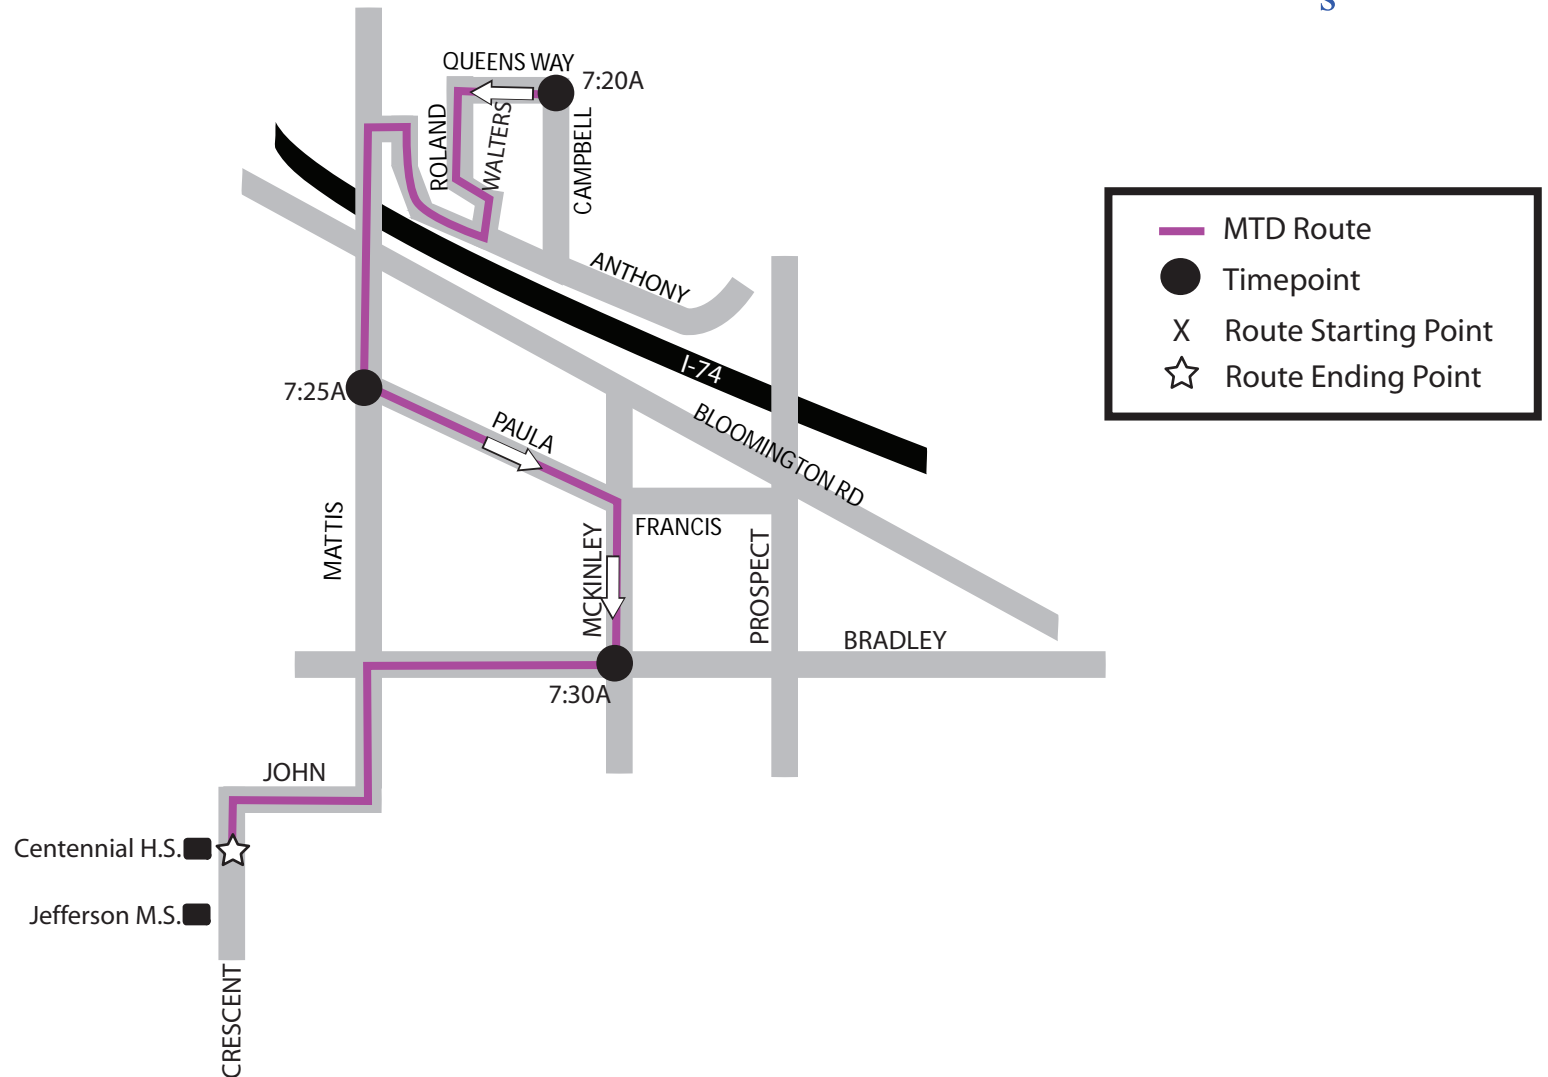 s
QUEENS WAY
7:20A
ROLAND
WALTERS
CAMPBELL
ANTHONY
MTD Route
Timepoint
X Route Starting Point
Route Ending Point
I-74
7:25A
PAULA
BLOOMINGTON RD
MATTIS
FRANCIS
MCKINLEY
PROSPECT
BRADLEY
7:30A
JOHN
Centennial H.S.
Jefferson M.S.
CRESCENT